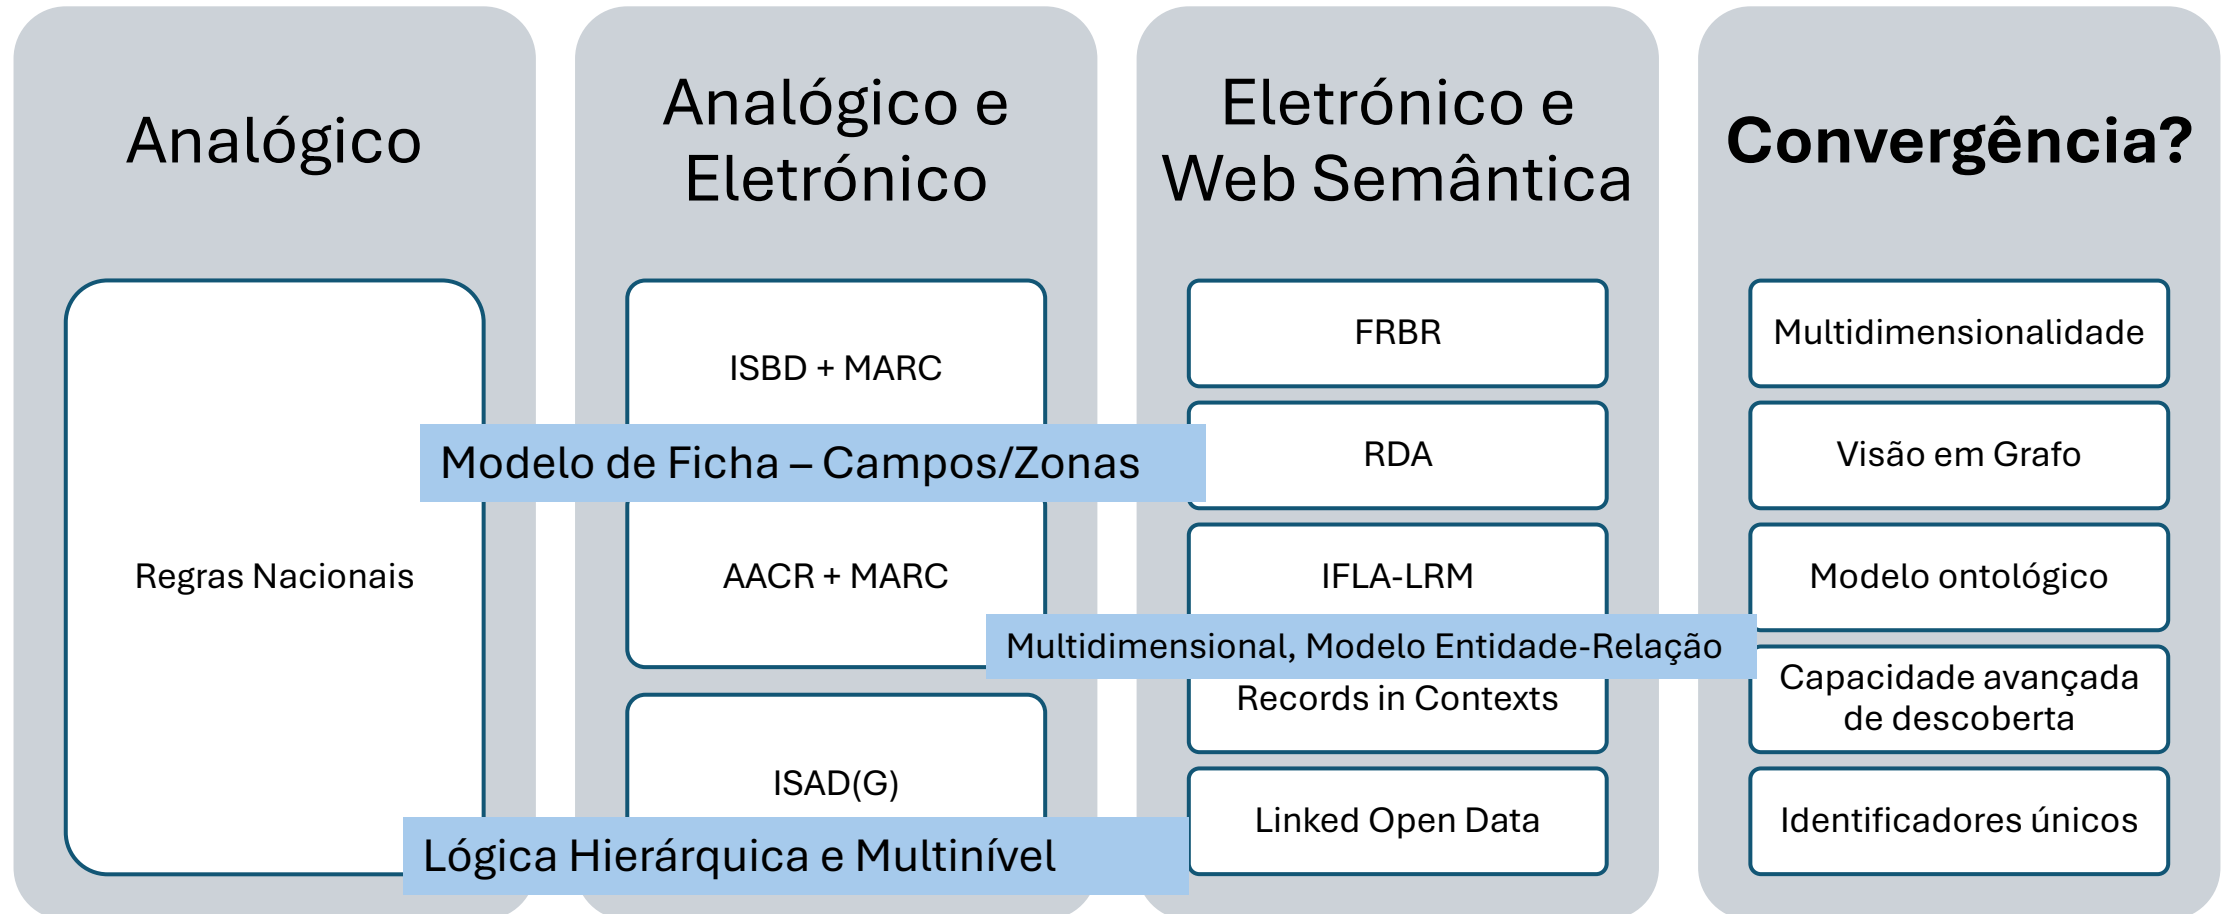 Analógico
Regras Nacionais
Analógico e
Eletrónico
ISBD + MARC
Modelo de Ficha – Campos/Zonas
AACR + MARC
ISAD(G)
Lógica Hierárquica e Multinível
Eletrónico e
Web Semântica
FRBR
RDA
IFLA-LRM
Multidimensional, Modelo Entidade-Relação
Records in Contexts
Linked Open Data
Convergência?
Multidimensionalidade
Visão em Grafo
Modelo ontológico
Capacidade avançada
de descoberta
Identificadores únicos